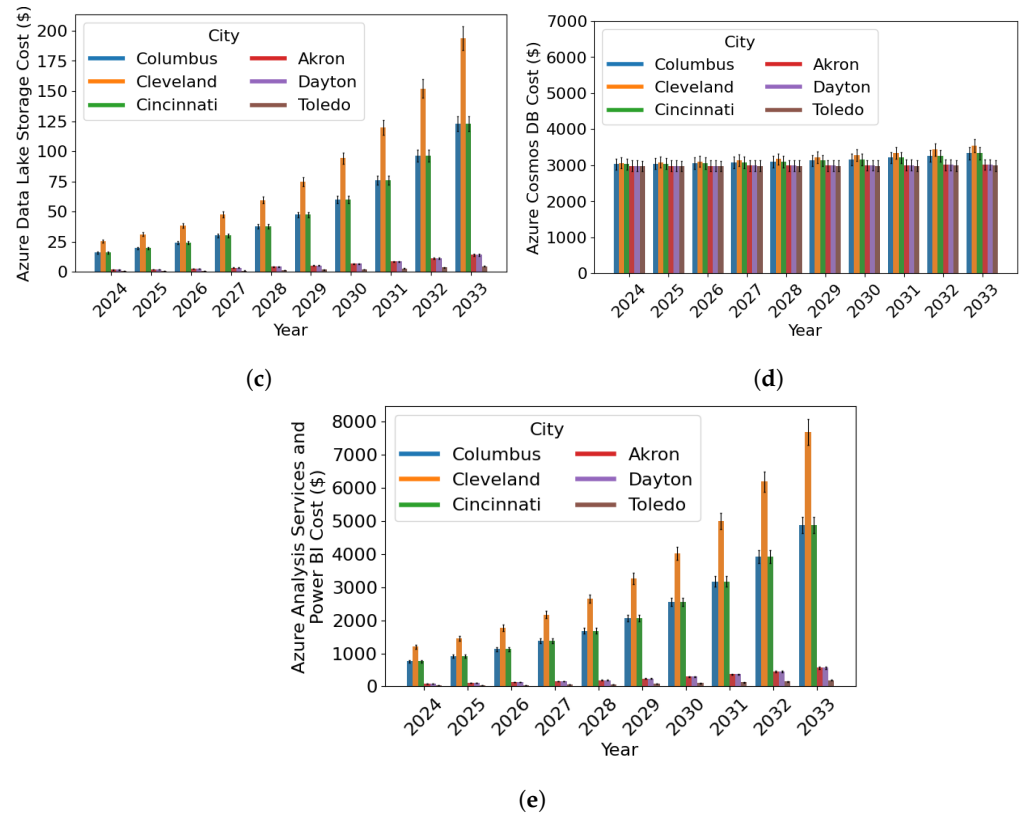 Azure Data Lake Storage Cost ($)
200
175
150
125
100
75
50
25
0
City
Columbus
Akron
Cleveland
Dayton
Cincinnati
Toledo
2024
2025
2026
2027
2028
2029
2030
2031
2032
2033
Year
(c)
Azure Cosmos DB Cost ($)
7000
6000
5000
4000
3000
2000
1000
0
City
Columbus
Akron
Cleveland
Dayton
Cincinnati
Toledo
2024
2025
2026
2027
2028
2029
2030
2031
2032
2033
Year
(d)
Azure Analysis Services and
Power BI Cost ($)
8000
7000
6000
5000
4000
3000
2000
1000
0
City
Columbus
Akron
Cleveland
Dayton
Cincinnati
Toledo
2024
2025
2026
2027
2028
2029
2030
2031
2032
2033
Year
(e)